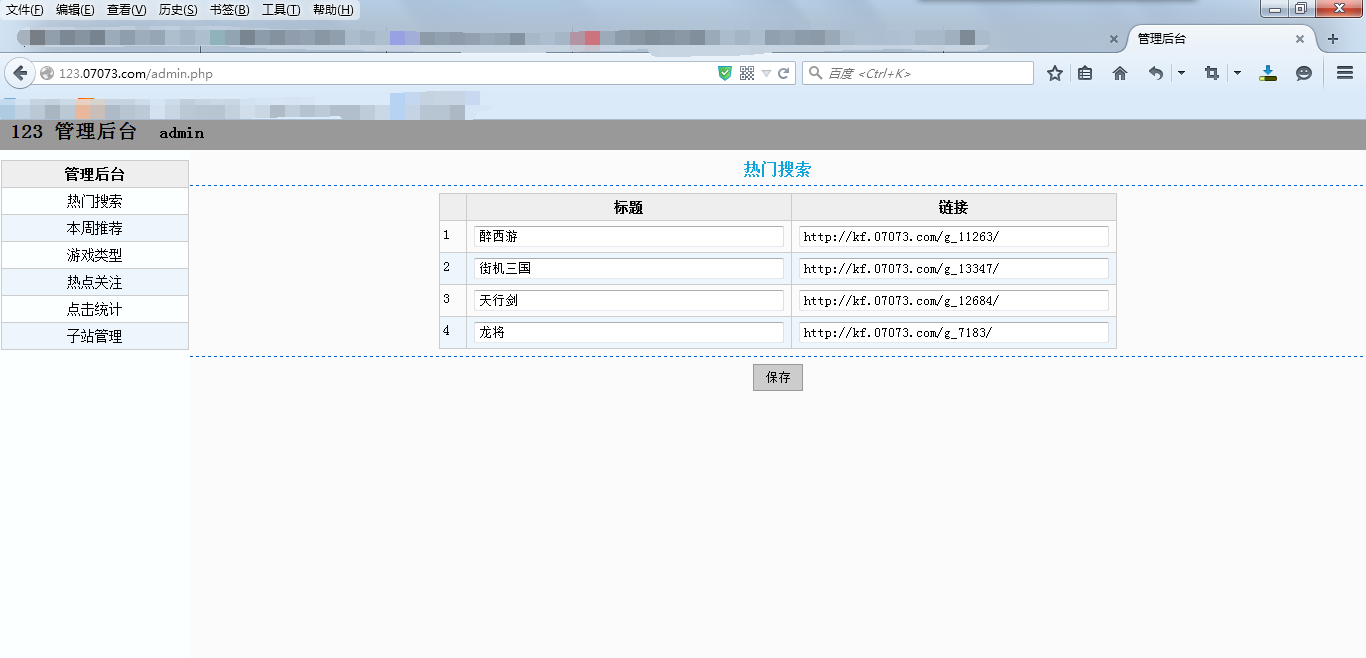 文件(F) 编辑(E) 查看(V) 历史(S) 书签(B) 工具(T) 帮助(H)
管理后台
123.07073.com/admin.php
百度 <Ctrl+K>
123 管理后台 admin
管理后台
热门搜索
本周推荐
游戏类型
热点关注
点击统计
子站管理
热门搜索
标题 链接
1 醉西游 http://kf.07073.com/g_11263/
2 街机三国 http://kf.07073.com/g_13347/
3 天行剑 http://kf.07073.com/g_12684/
4 龙将 http://kf.07073.com/g_7183/
保存